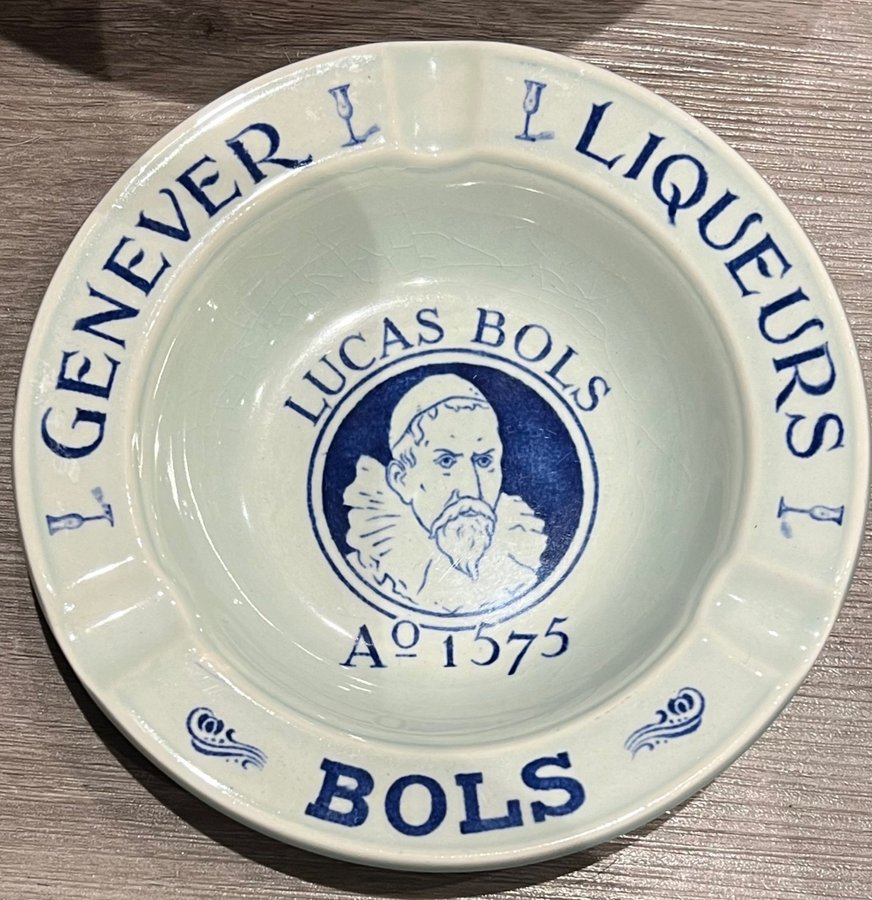 GENEVER
LIQUEURS
LUCAS BOLS
Aº 1575
BOLS